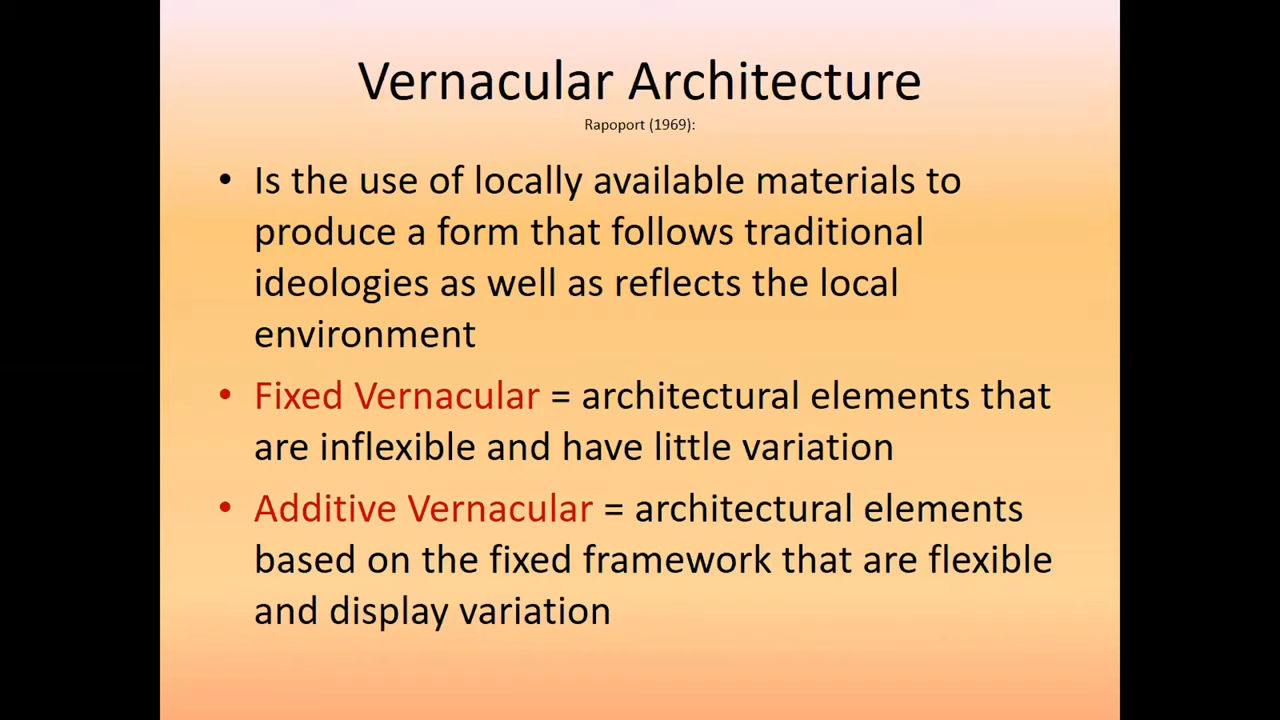 Vernacular Architecture
Rapoport (1969):
• Is the use of locally available materials to
produce a form that follows traditional
ideologies as well as reflects the local
environment
• Fixed Vernacular = architectural elements that
are inflexible and have little variation
• Additive Vernacular = architectural elements
based on the fixed framework that are flexible
and display variation